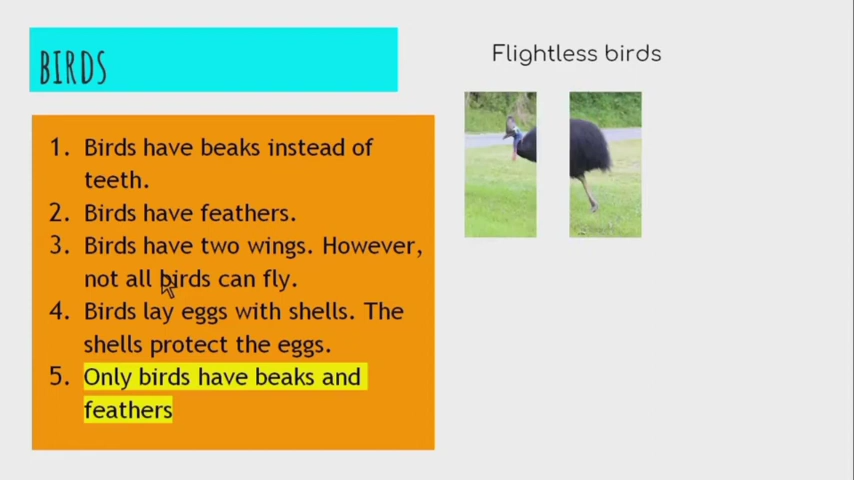 BIRDS
Flightless birds
1. Birds have beaks instead of
teeth.
2. Birds have feathers.
3. Birds have two wings. However,
not all birds can fly.
4. Birds lay eggs with shells. The
shells protect the eggs.
5. Only birds have beaks and
feathers